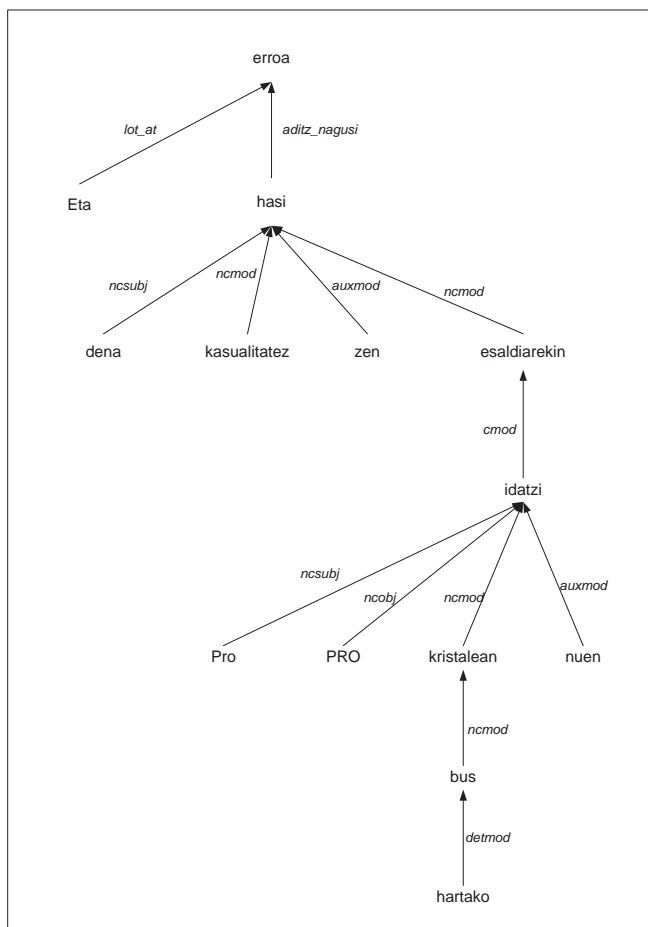 erroa
lot_at aditz_nagusi
Eta hasi
ncsubj ncmod auxmod ncmod
dena kasualitatez zen esaldiarekin
cmod
idatzi
ncsubj ncobj ncmod auxmod
Pro PRO kristalean nuen
ncmod
bus
detmod
hartako